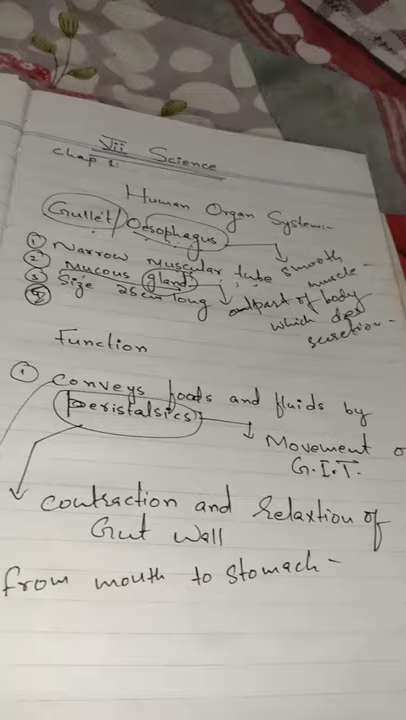 VII Science
Chap 1.
Human Organ System:-
Gullet/Oesophagus
① Narrow muscular tube smooth muscle-
② Mucous gland
③ Size 25cm long
④
part of body
which does
secretion-
Function
① Conveys foods and fluids by
Peristalsics
Movement o
G.I.T.
Contraction and Relaxtion of
Gut wall
from mouth to stomach-